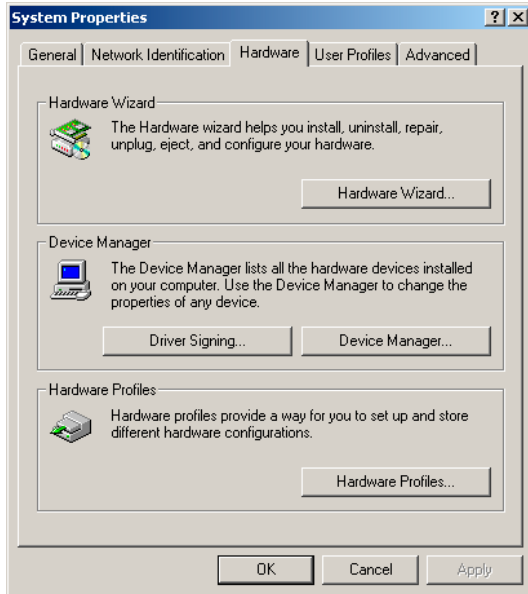 System Properties
General Network Identification Hardware User Profiles Advanced
Hardware Wizard
The Hardware wizard helps you install, uninstall, repair,
unplug, eject, and configure your hardware.
Hardware Wizard...
Device Manager
The Device Manager lists all the hardware devices installed
on your computer. Use the Device Manager to change the
properties of any device.
Driver Signing... Device Manager...
Hardware Profiles
Hardware profiles provide a way for you to set up and store
different hardware configurations.
Hardware Profiles...
OK Cancel Apply